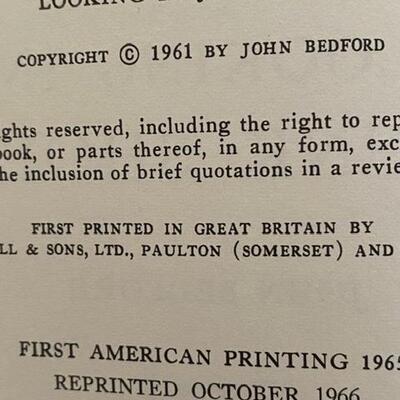 LOOKING
COPYRIGHT © 1961 BY JOHN BEDFORD
ights reserved, including the right to rep
book, or parts thereof, in any form, exc
he inclusion of brief quotations in a revie
FIRST PRINTED IN GREAT BRITAIN BY
LL & SONS, LTD., PAULTON (SOMERSET) AND
FIRST AMERICAN PRINTING 1965
REPRINTED OCTOBER 1966